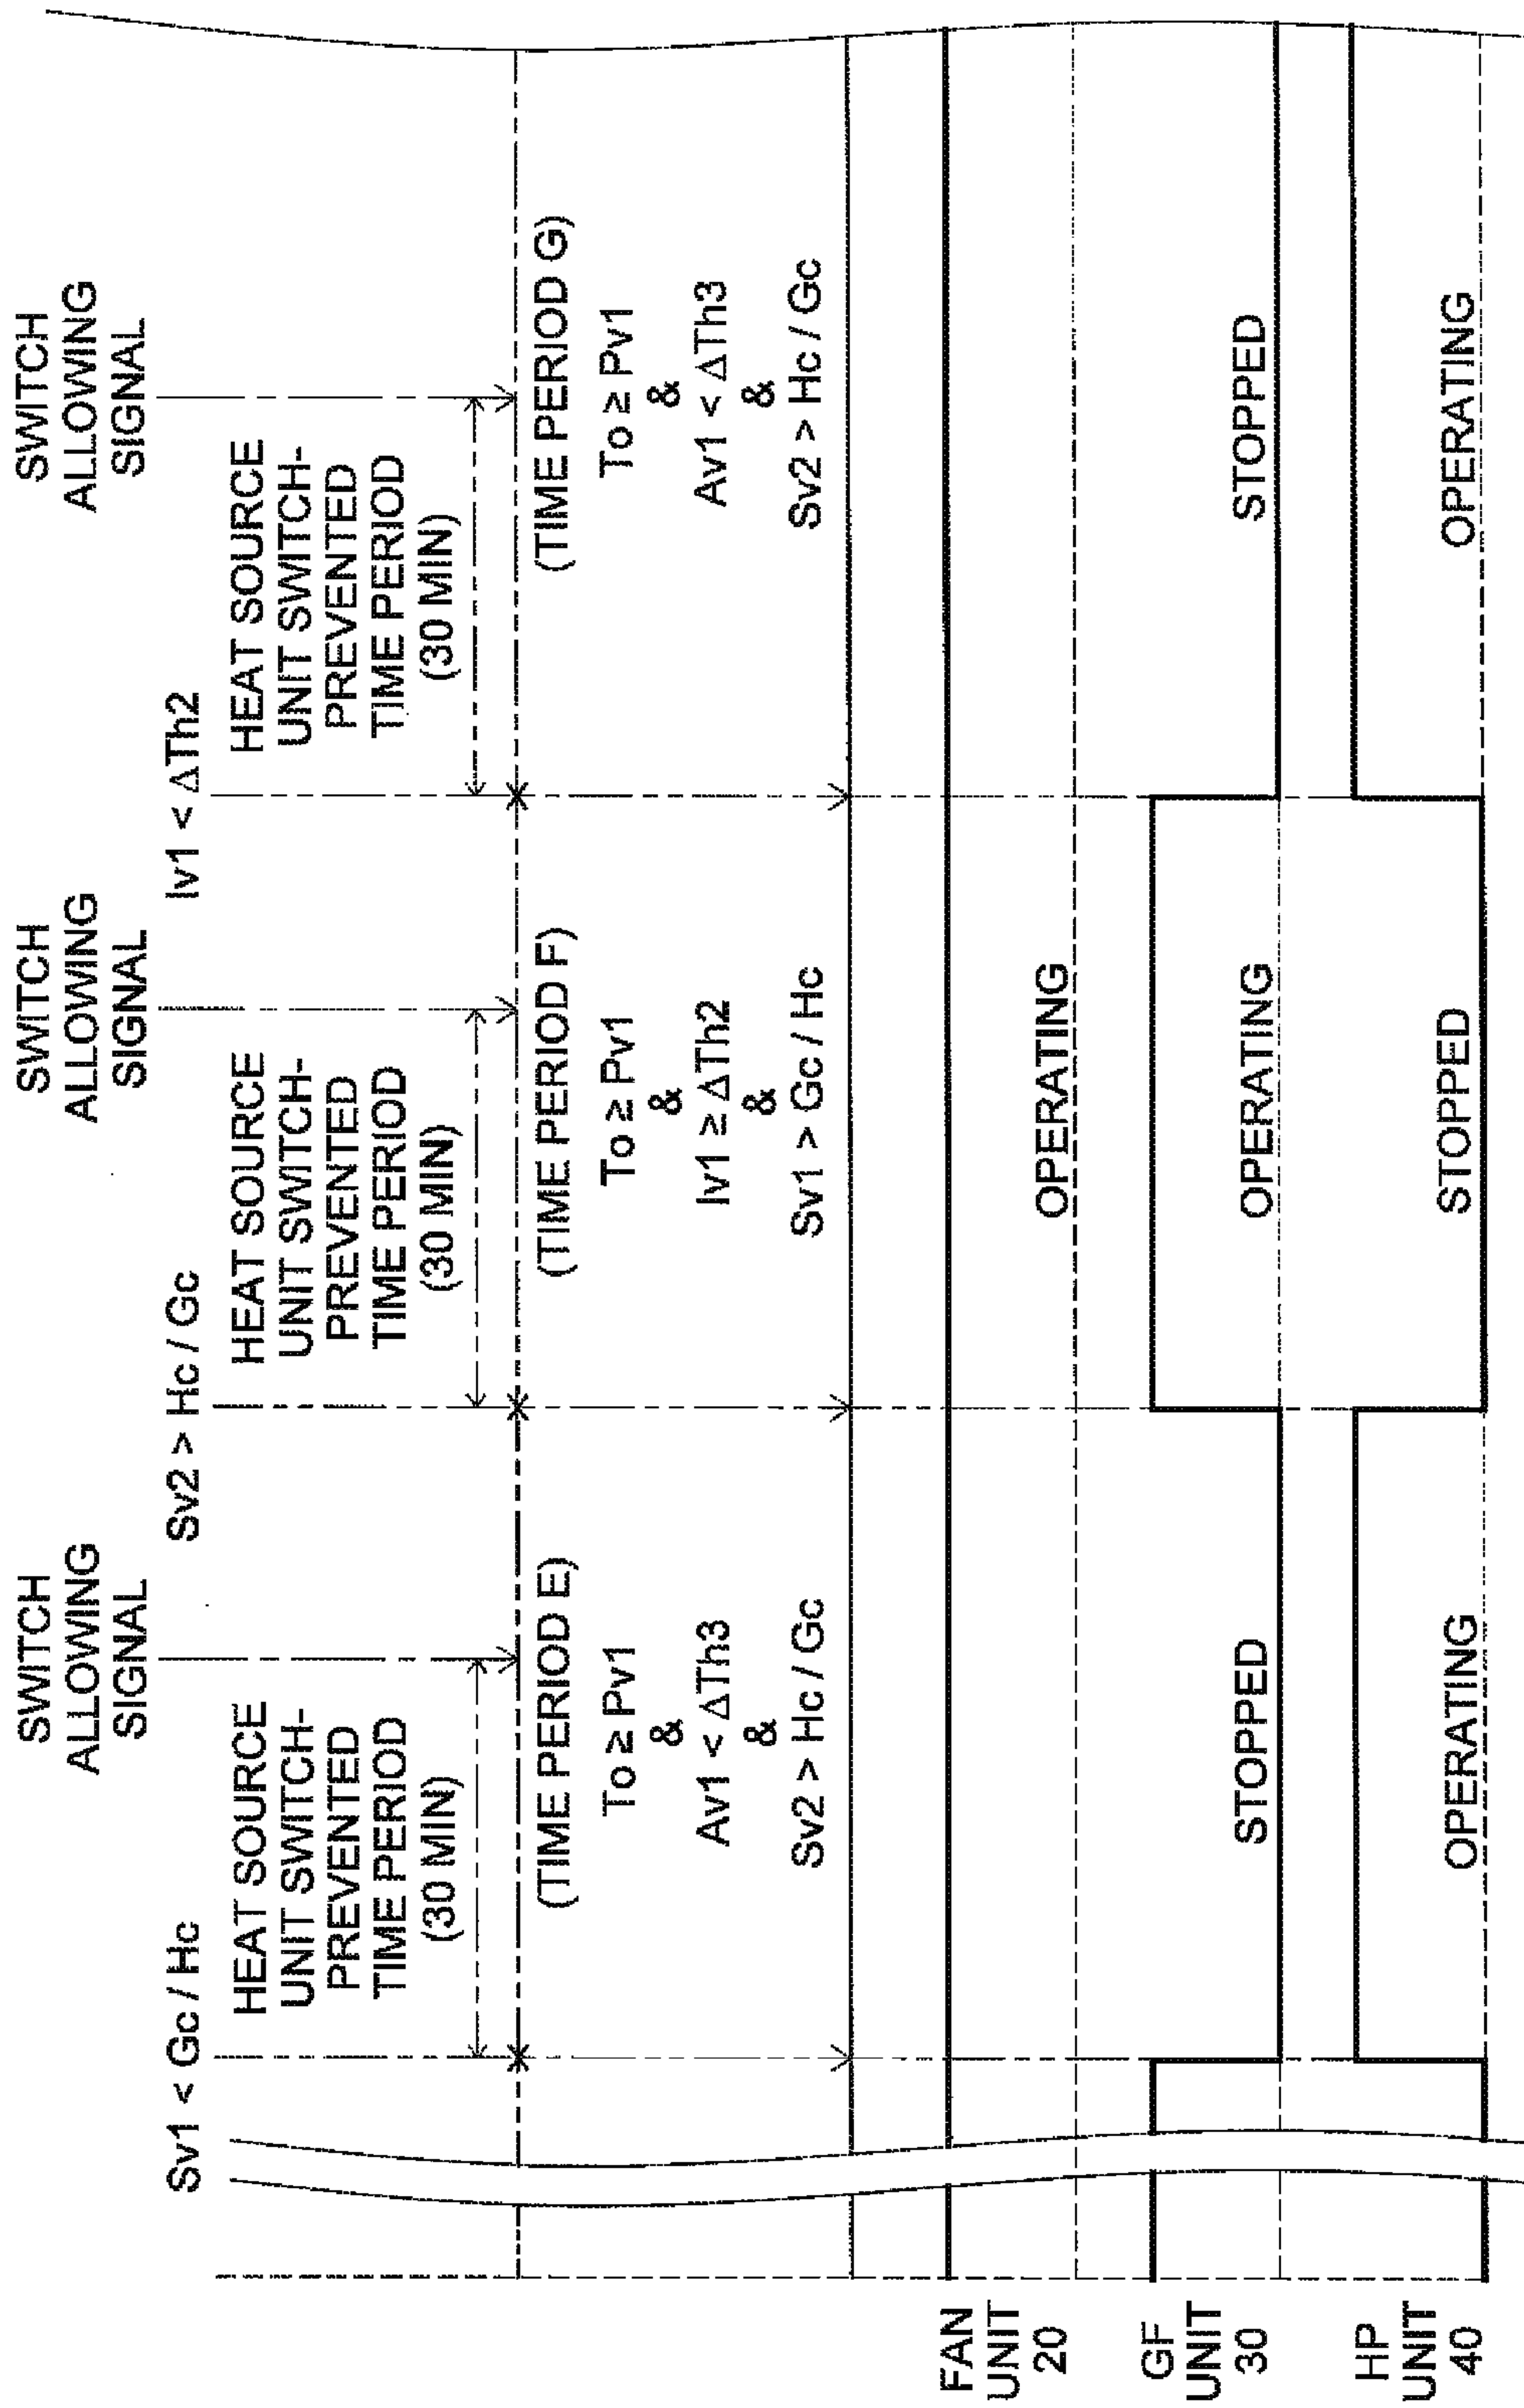 SWITCH
ALLOWING
SIGNAL
SWITCH
ALLOWING
SIGNAL
SWITCH
ALLOWING
SIGNAL
Sv1 < Gc / Hc
Sv2 > Hc / Gc
Iv1 < ΔTh2
HEAT SOURCE
UNIT SWITCH-
PREVENTED
TIME PERIOD
(30 MIN)
HEAT SOURCE
UNIT SWITCH-
PREVENTED
TIME PERIOD
(30 MIN)
HEAT SOURCE
UNIT SWITCH-
PREVENTED
TIME PERIOD
(30 MIN)
(TIME PERIOD E)
To ≥ Pv1
&
Av1 < ΔTh3
&
Sv2 > Hc / Gc
(TIME PERIOD F)
To ≥ Pv1
&
Iv1 ≥ ΔTh2
&
Sv1 > Gc / Hc
(TIME PERIOD G)
To ≥ Pv1
&
Av1 < ΔTh3
&
Sv2 > Hc / Gc
FAN
UNIT
20
OPERATING
GF
UNIT
30
STOPPED
OPERATING
STOPPED
HP
UNIT
40
OPERATING
STOPPED
OPERATING